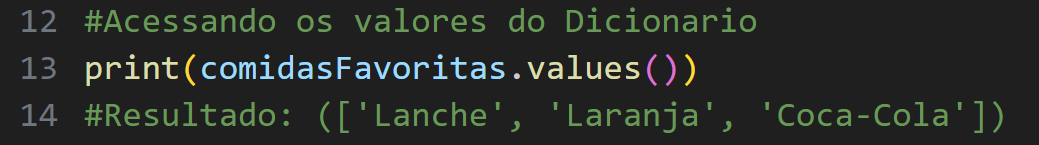 12 #Acessando os valores do Dicionario
13 print(comidasFavoritas.values())
14 #Resultado: (['Lanche', 'Laranja', 'Coca-Cola'])